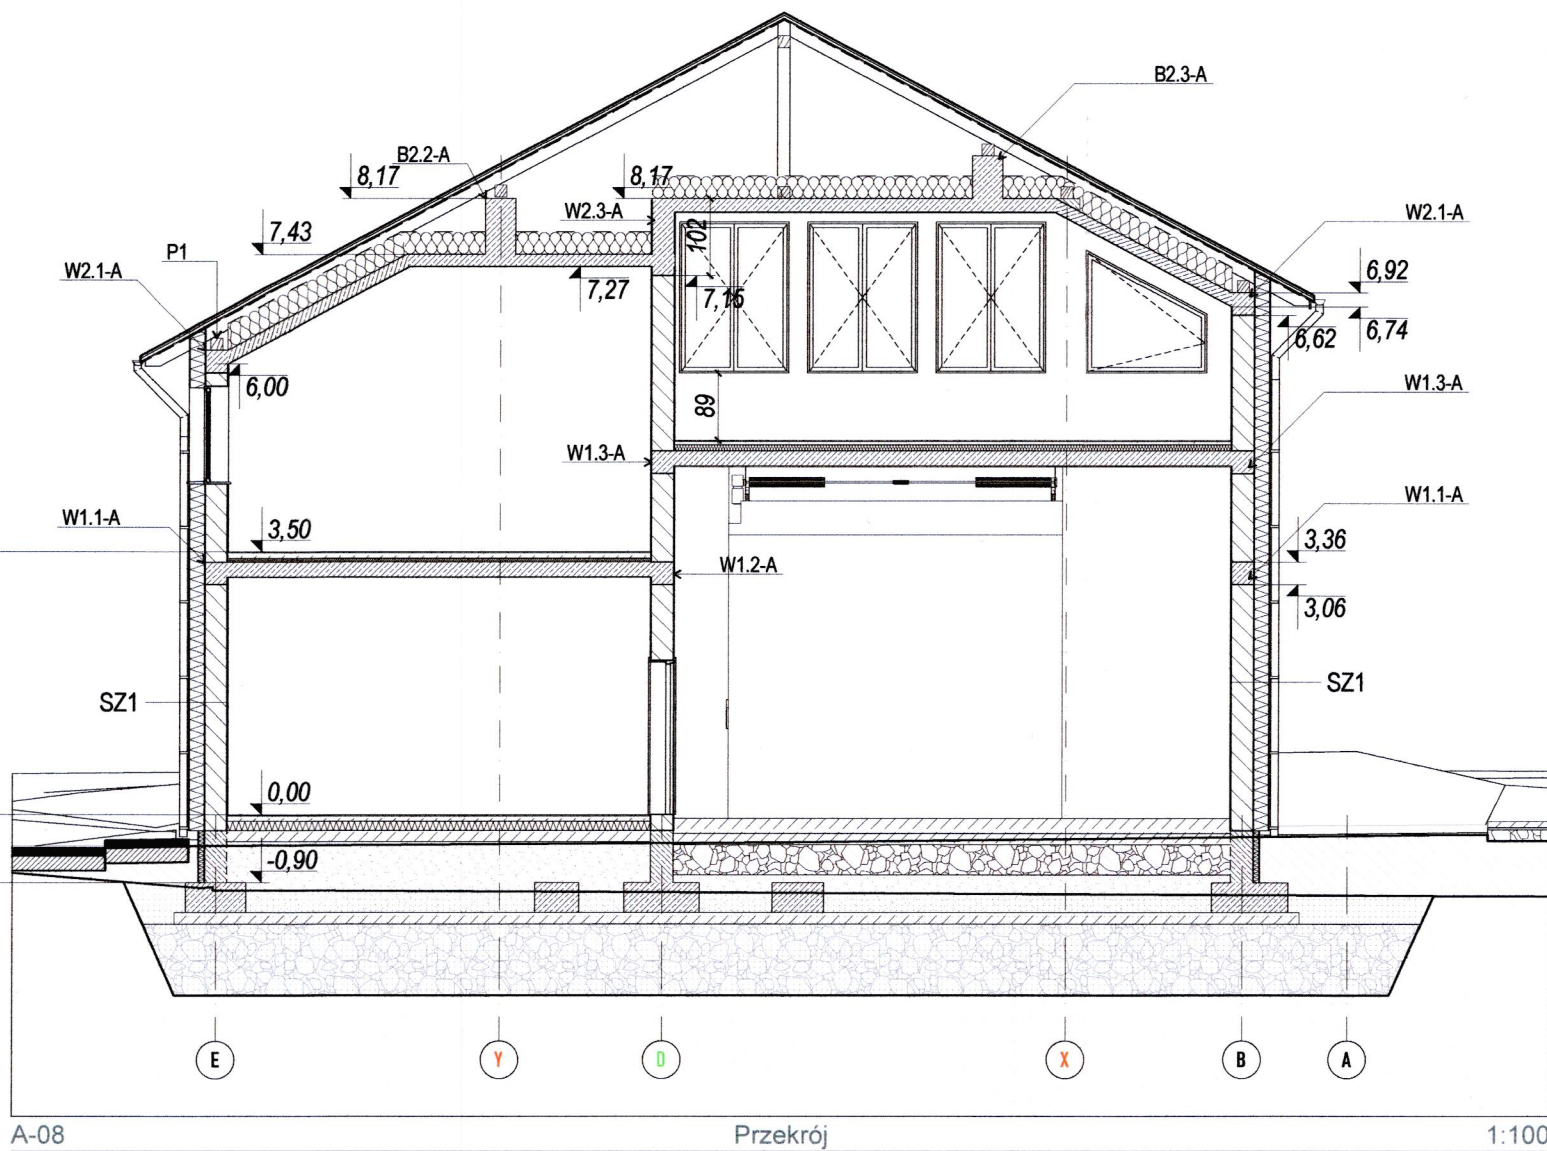 B2.3-A
B2.2-A
8,17
8,17
W2.3-A
W2.1-A
7,43
102
P1
W2.1-A
6,92
7,27
7,15
6,62
6,74
6,00
W1.3-A
89
W1.3-A
W1.1-A
W1.1-A
3,50
3,36
W1.2-A
3,06
SZ1
SZ1
0,00
-0,90
E
Y
D
X
B
A
A-08
Przekrój
1:100